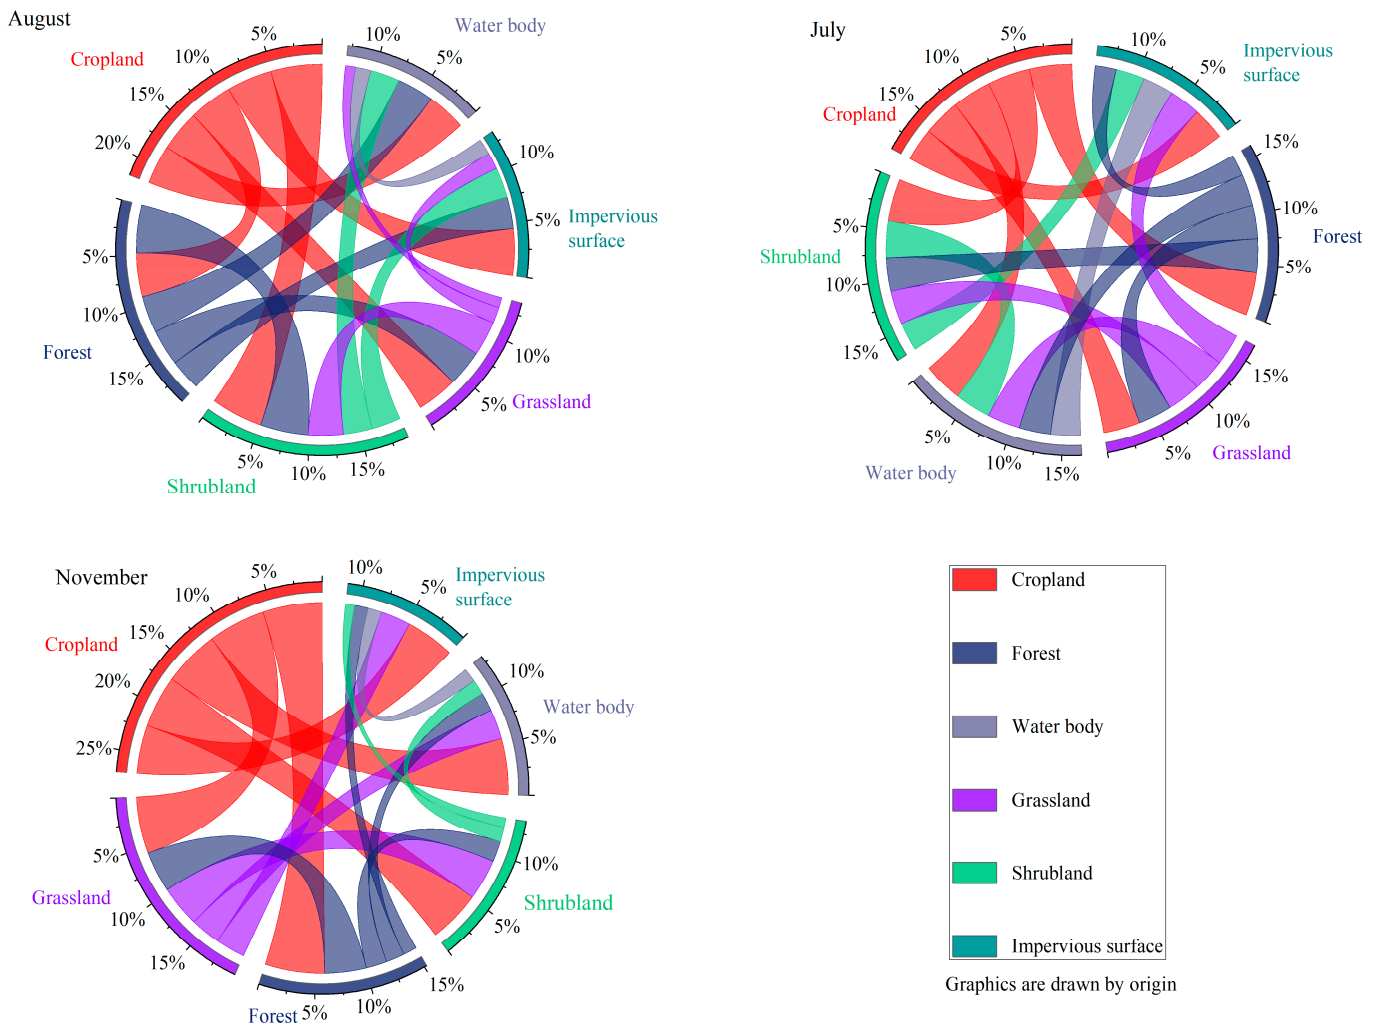 August
Water body
10%
5%
Cropland
5%
10%
15%
20%
10%
5%
Impervious
surface
5%
10%
15%
Forest
10%
5%
Grassland
5%
10%
15%
Shrubland
July
Impervious
surface
10%
5%
Cropland
5%
10%
15%
15%
10%
5%
Forest
Shrubland
5%
10%
15%
15%
10%
5%
Grassland
5%
10%
15%
Water body
November
Impervious
surface
10%
5%
Cropland
5%
10%
15%
20%
25%
10%
5%
Water body
Grassland
5%
10%
15%
10%
5%
Shrubland
Forest
5%
10%
15%
Cropland
Forest
Water body
Grassland
Shrubland
Impervious surface
Graphics are drawn by origin